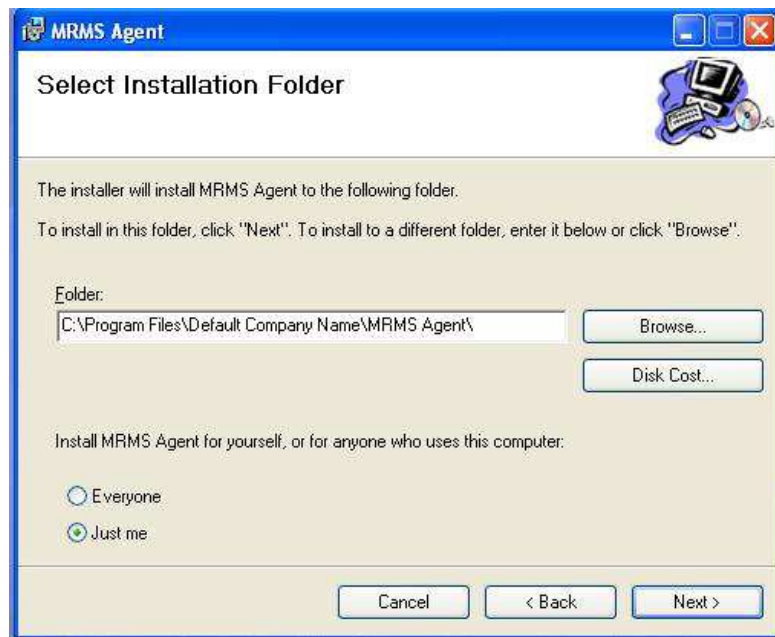 MRMS Agent
Select Installation Folder
The installer will install MRMS Agent to the following folder.
To install in this folder, click "Next". To install to a different folder, enter it below or click "Browse".
Folder:
C:\Program Files\Default Company Name\MRMS Agent\
Browse...
Disk Cost...
Install MRMS Agent for yourself, or for anyone who uses this computer:
Everyone
Just me
Cancel
< Back
Next >